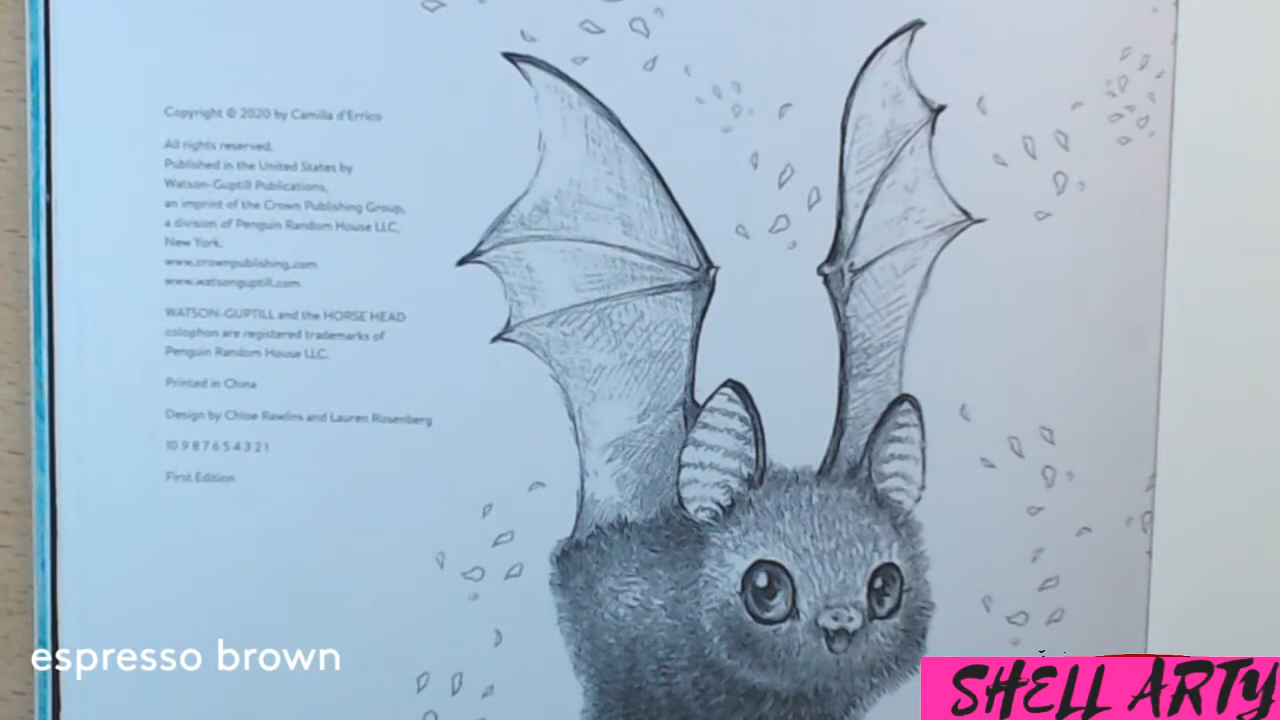 Copyright © 2020 by Camilla d'Errico
All rights reserved.
Published in the United States by
Watson-Guptill Publications,
an imprint of the Crown Publishing Group,
a division of Penguin Random House LLC,
New York.
www.crownpublishing.com
www.watsonguptill.com
WATSON-GUPTILL and the HORSE HEAD
colophon are registered trademarks of
Penguin Random House LLC.
Printed in China
Design by Chloe Rawlins and Lauren Rosenberg
10 9 8 7 6 5 4 3 2 1
First Edition
espresso brown
SHELL ARTY